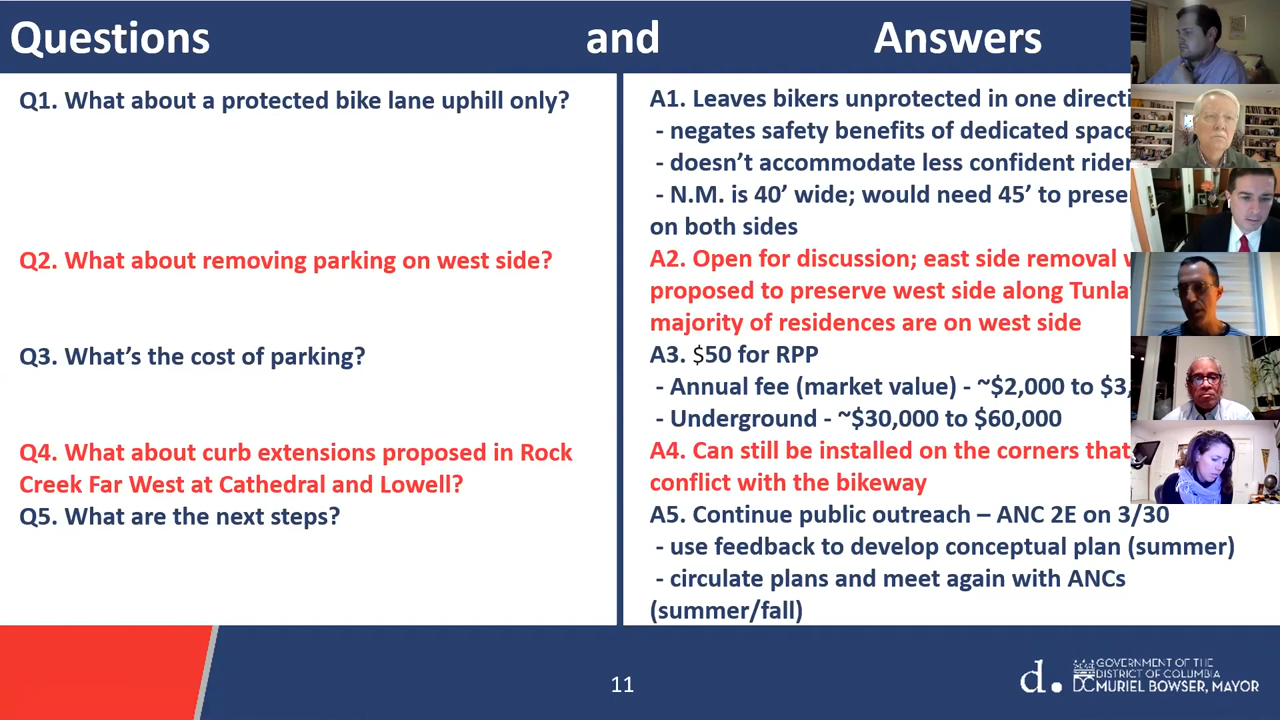 Questions and Answers
Q1. What about a protected bike lane uphill only?
Q2. What about removing parking on west side?
Q3. What's the cost of parking?
Q4. What about curb extensions proposed in Rock
Creek Far West at Cathedral and Lowell?
Q5. What are the next steps?
A1. Leaves bikers unprotected in one directi
- negates safety benefits of dedicated space
- doesn't accommodate less confident rider
- N.M. is 40' wide; would need 45' to prese
on both sides
A2. Open for discussion; east side removal
proposed to preserve west side along Tunla
majority of residences are on west side
A3. $50 for RPP
- Annual fee (market value) - ~$2,000 to $3,
- Underground - ~$30,000 to $60,000
A4. Can still be installed on the corners that
conflict with the bikeway
A5. Continue public outreach – ANC 2E on 3/30
- use feedback to develop conceptual plan (summer)
- circulate plans and meet again with ANCs
(summer/fall)
11
d.
GOVERNMENT OF THE
DISTRICT OF COLUMBIA
DC MURIEL BOWSER, MAYOR